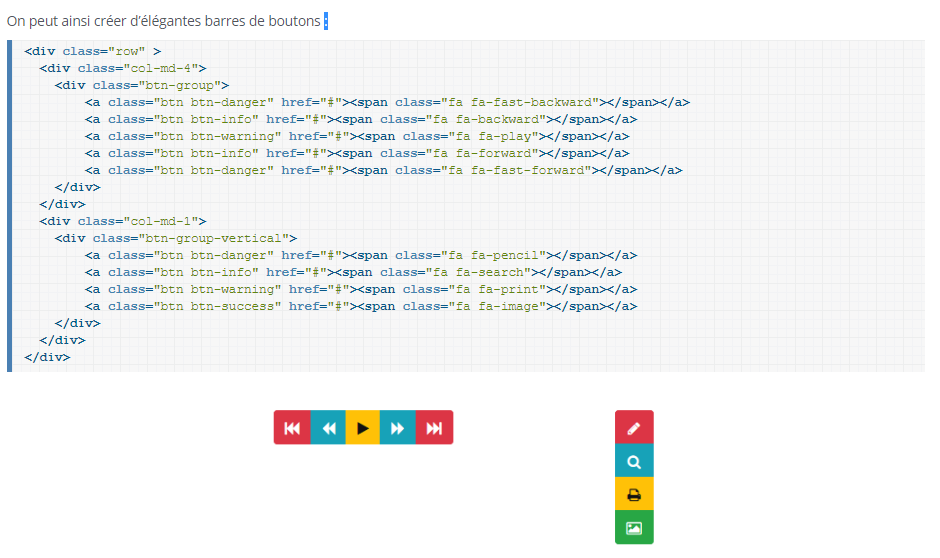 On peut ainsi créer d'élégantes barres de boutons :
<div class="row" >
  <div class="col-md-4">
    <div class="btn-group">
        <a class="btn btn-danger" href="#"><span class="fa fa-fast-backward"></span></a>
        <a class="btn btn-info" href="#"><span class="fa fa-backward"></span></a>
        <a class="btn btn-warning" href="#"><span class="fa fa-play"></span></a>
        <a class="btn btn-info" href="#"><span class="fa fa-forward"></span></a>
        <a class="btn btn-danger" href="#"><span class="fa fa-fast-forward"></span></a>
    </div>
  </div>
  <div class="col-md-1">
    <div class="btn-group-vertical">
        <a class="btn btn-danger" href="#"><span class="fa fa-pencil"></span></a>
        <a class="btn btn-info" href="#"><span class="fa fa-search"></span></a>
        <a class="btn btn-warning" href="#"><span class="fa fa-print"></span></a>
        <a class="btn btn-success" href="#"><span class="fa fa-image"></span></a>
    </div>
  </div>
</div>